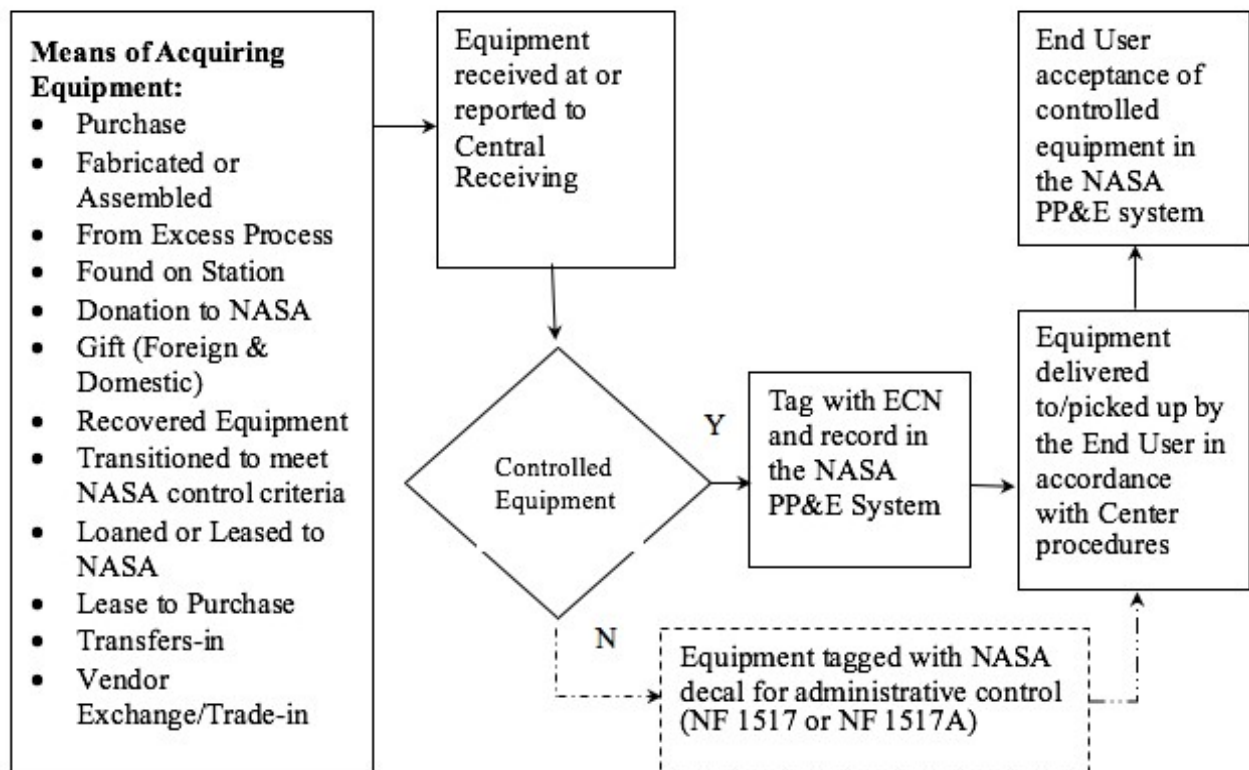 Means of Acquiring
Equipment:
• Purchase
• Fabricated or
Assembled
• From Excess Process
• Found on Station
• Donation to NASA
• Gift (Foreign &
Domestic)
• Recovered Equipment
• Transitioned to meet
NASA control criteria
• Loaned or Leased to
NASA
• Lease to Purchase
• Transfers-in
• Vendor
Exchange/Trade-in
Equipment
received at or
reported to
Central
Receiving
Controlled
Equipment
Y
Tag with ECN
and record in
the NASA
PP&E System
N
Equipment tagged with NASA
decal for administrative control
(NF 1517 or NF 1517A)
Equipment
delivered
to/picked up by
the End User in
accordance
with Center
procedures
End User
acceptance of
controlled
equipment in
the NASA
PP&E system